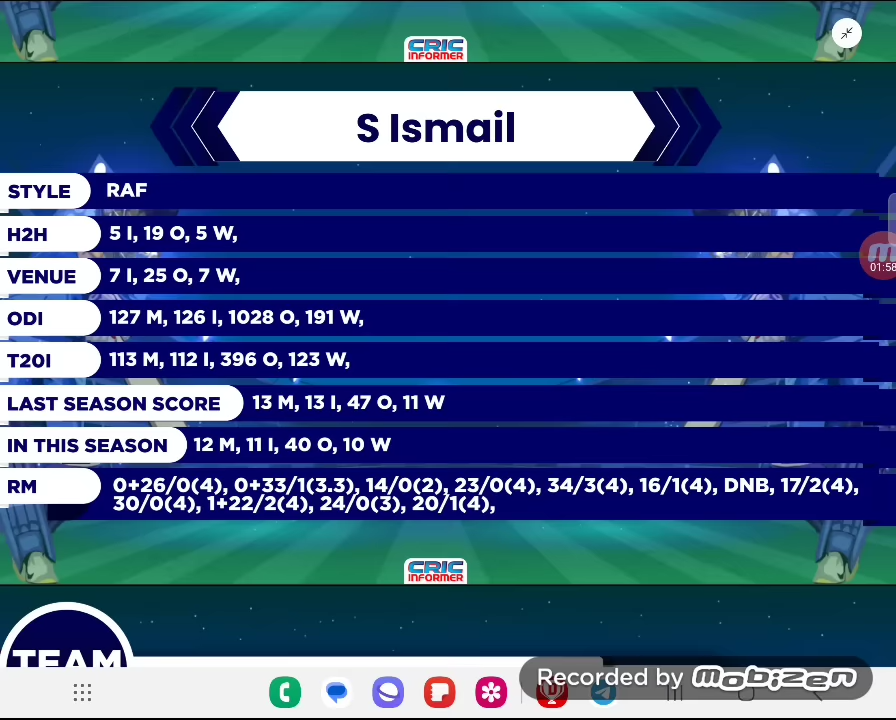 CRIC
INFORMER
S Ismail
STYLE RAF
H2H 5 I, 19 O, 5 W,
VENUE 7 I, 25 O, 7 W,
01:58
ODI 127 M, 126 I, 1028 O, 191 W,
T20I 113 M, 112 I, 396 O, 123 W,
LAST SEASON SCORE 13 M, 13 I, 47 O, 11 W
IN THIS SEASON 12 M, 11 I, 40 O, 10 W
RM 0+26/0(4), 0+33/1(3.3), 14/0(2), 23/0(4), 34/3(4), 16/1(4), DNB, 17/2(4),
30/0(4), 1+22/2(4), 24/0(3), 20/1(4),
CRIC
INFORMER
TEAM
Recorded by mobizen